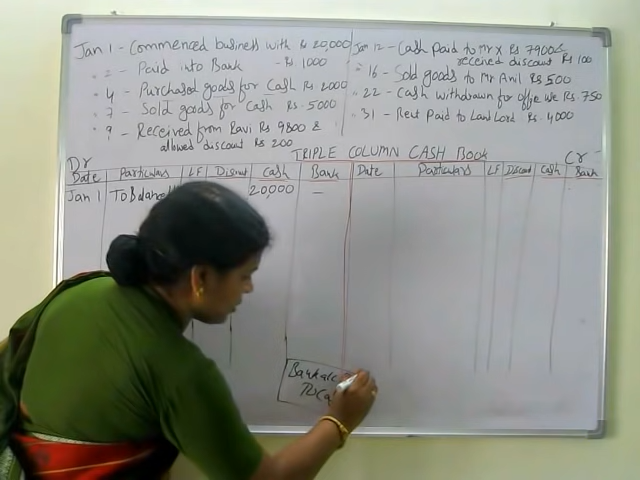 Jan 1 - Commenced business with Rs 20,000
" 2 - Paid into Bank - Rs 1000
" 4 - Purchased goods for Cash Rs 2000
" 7 - Sold goods for Cash Rs. 5000
" 9 - Received from Ravi Rs 9800 &
allowed discount Rs 200
Jan 12 - Cash paid to Mr X Rs 7900 &
received discount Rs 100
" 16 - Sold goods to Mr Anil Rs 500
" 22 - Cash withdrawn for office use Rs 750
" 31 - Rent Paid to Land Lord Rs. 4000
TRIPLE COLUMN CASH BOOK
Dr
Cr
Date Particulars LF Discount Cash Bank Date Particulars LF Discount Cash Bank
Jan 1 To Balance 20,000 -
Bank a/c
To Ca